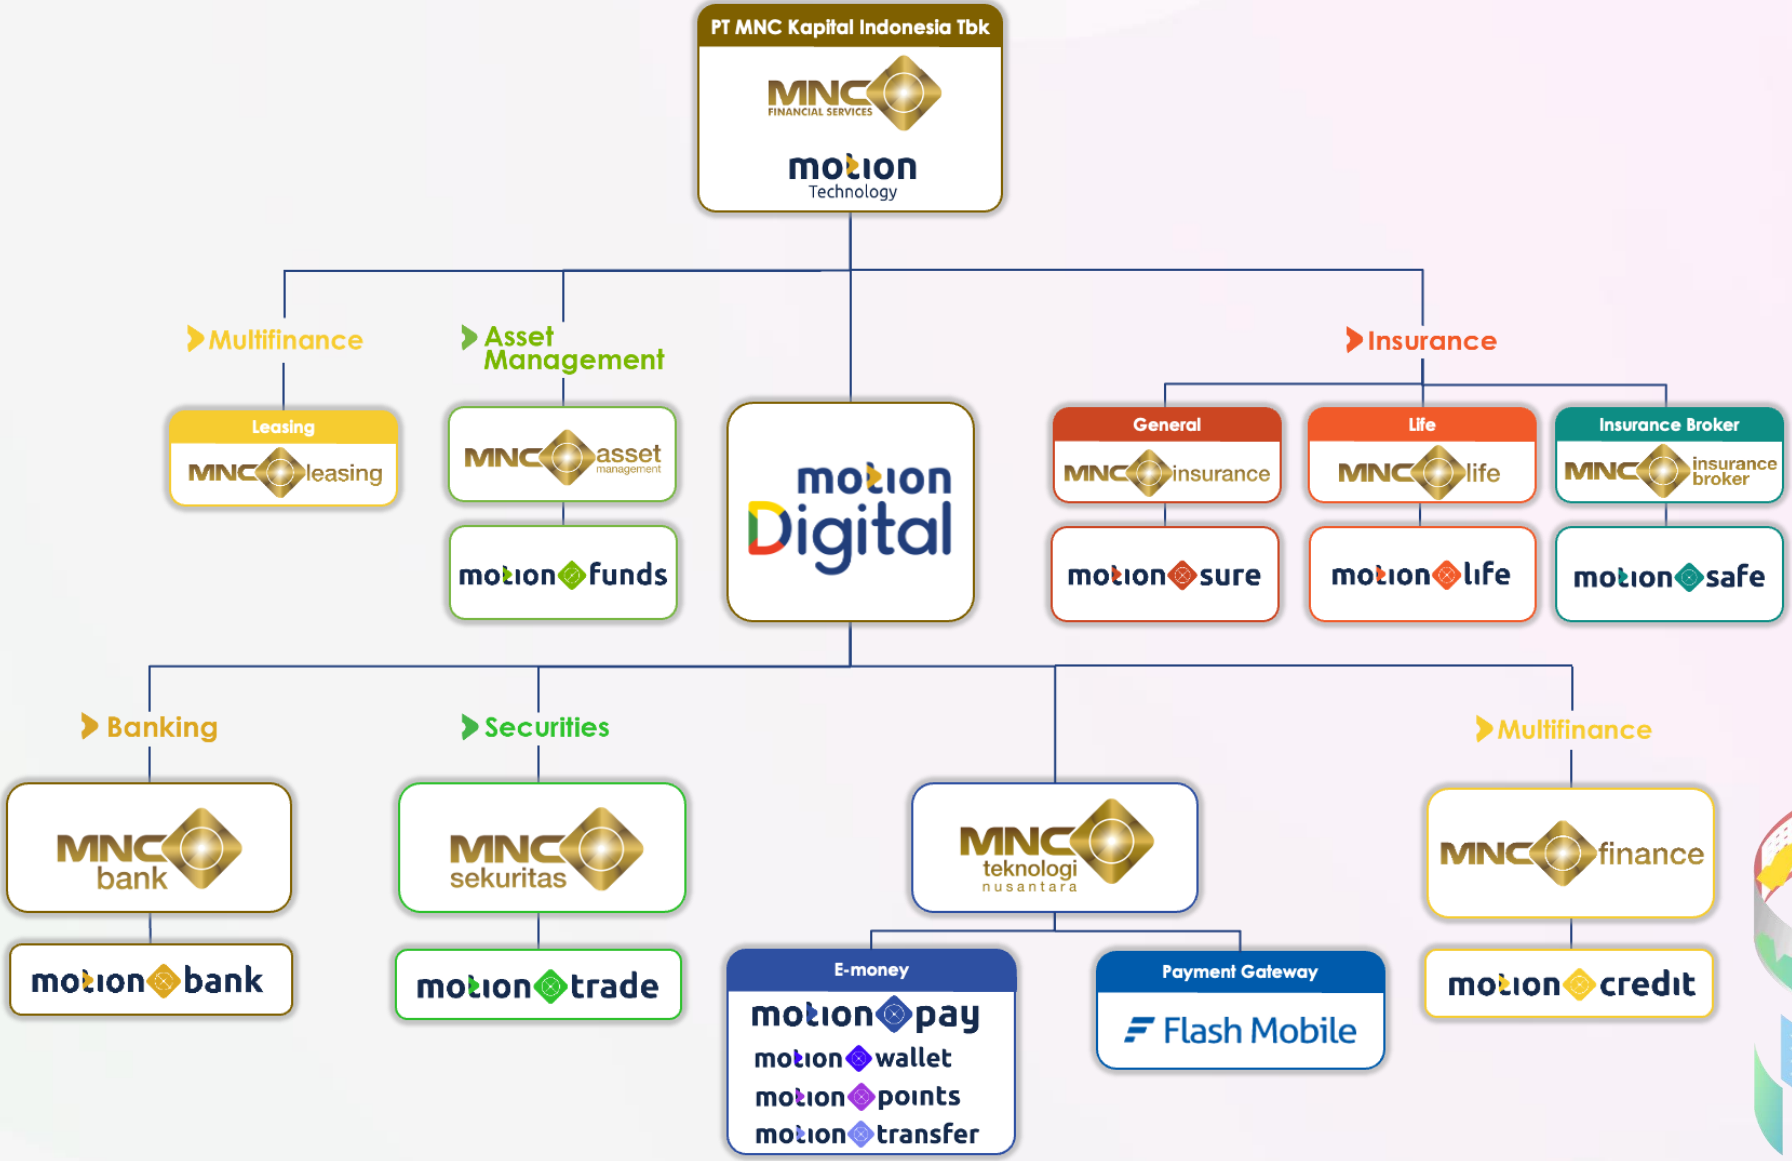 PT MNC Kapital Indonesia Tbk
MNC
FINANCIAL SERVICES
motion
Technology
Multifinance
Asset
Management
Insurance
Leasing
MNC leasing
MNC asset
management
General
MNC insurance
Life
MNC life
Insurance Broker
MNC insurance
broker
motion
Digital
motion funds
motion sure
motion life
motion safe
Banking
Securities
Multifinance
MNC
bank
MNC
sekuritas
MNC
teknologi
nusantara
MNC finance
motion bank
motion trade
E-money
motion pay
motion wallet
motion points
motion transfer
Payment Gateway
Flash Mobile
motion credit